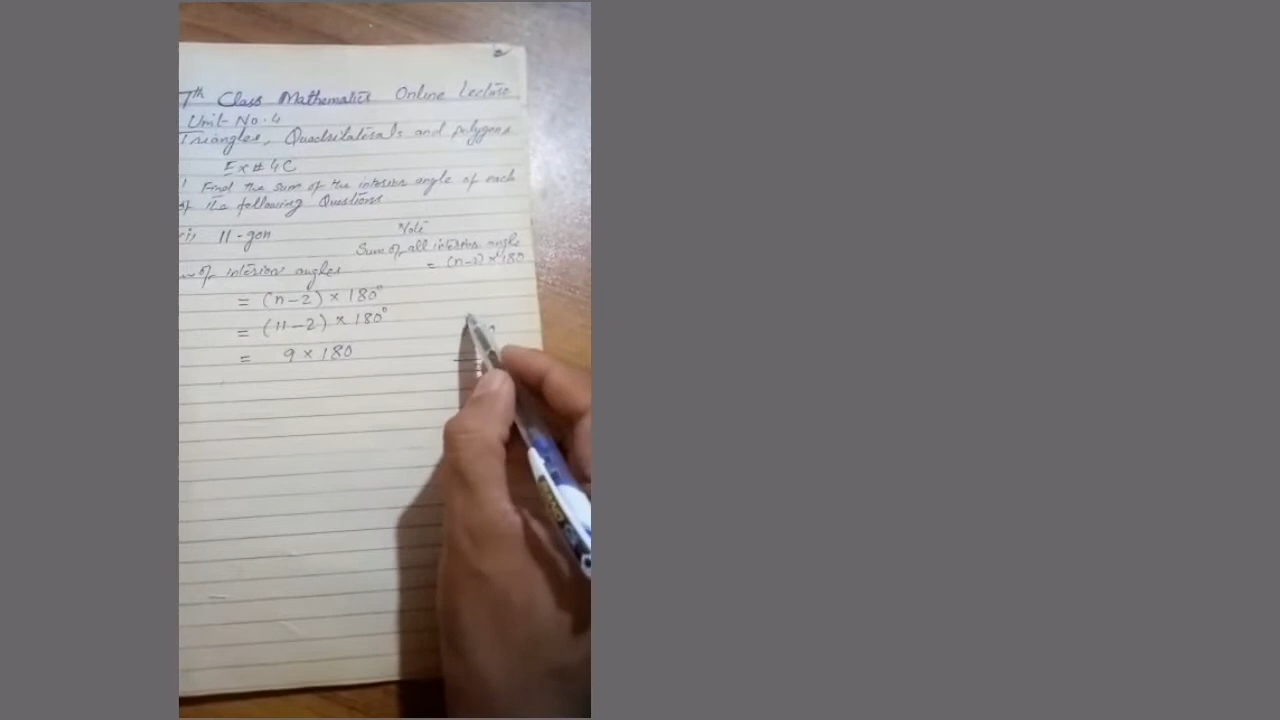 7th Class Mathematics Online Lecture
Unit No. 4
Triangles, Quadrilaterals and polygons
Ex # 4C
Find the sum of the interior angle of each
of the following Questions
11-gon
Note
Sum of all interior angle
= (n-2) × 180
of interior angles
= (n-2) × 180°
= (11-2) × 180°
= 9 × 180